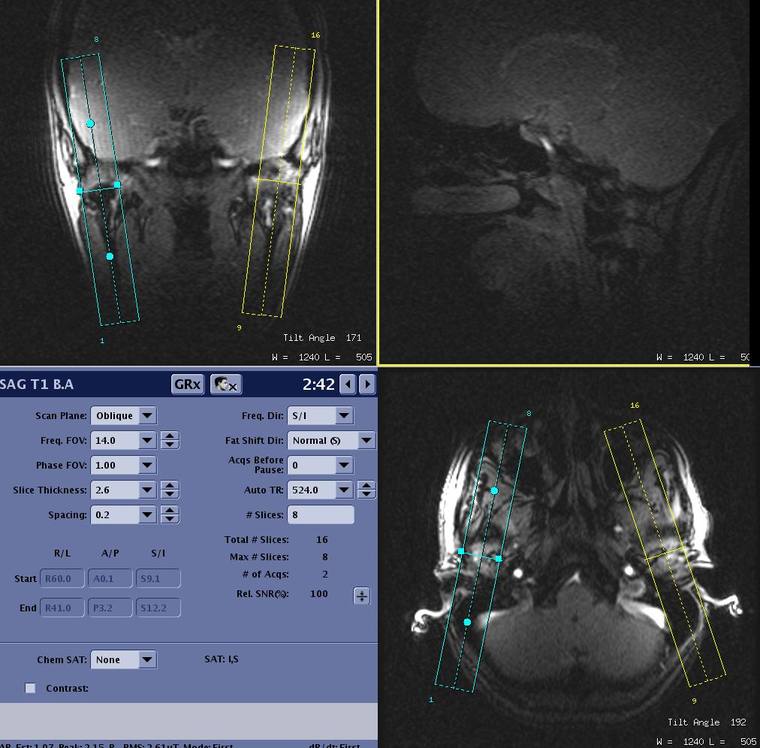 8
16
1
9
Tilt Angle 171
W = 1240 L = 505
W = 1240 L =
SAG T1 B.A
GRx
x
2:42
Scan Plane: Oblique
Freq. Dir: S/I
Freq. FOV: 14.0
Fat Shift Dir: Normal (S)
Phase FOV: 1.00
Acqs Before
Pause: 0
Slice Thickness: 2.6
Auto TR: 524.0
Spacing: 0.2
# Slices: 8
Total # Slices: 16
R/L A/P S/I
Max # Slices: 8
# of Acqs: 2
Start R60.0 A0.1 S9.1
Rel. SNR(%): 100
End R41.0 P3.2 S12.2
Chem SAT: None
SAT: I,S
Contrast:
8
16
1
9
Tilt Angle 192
W = 1240 L = 505